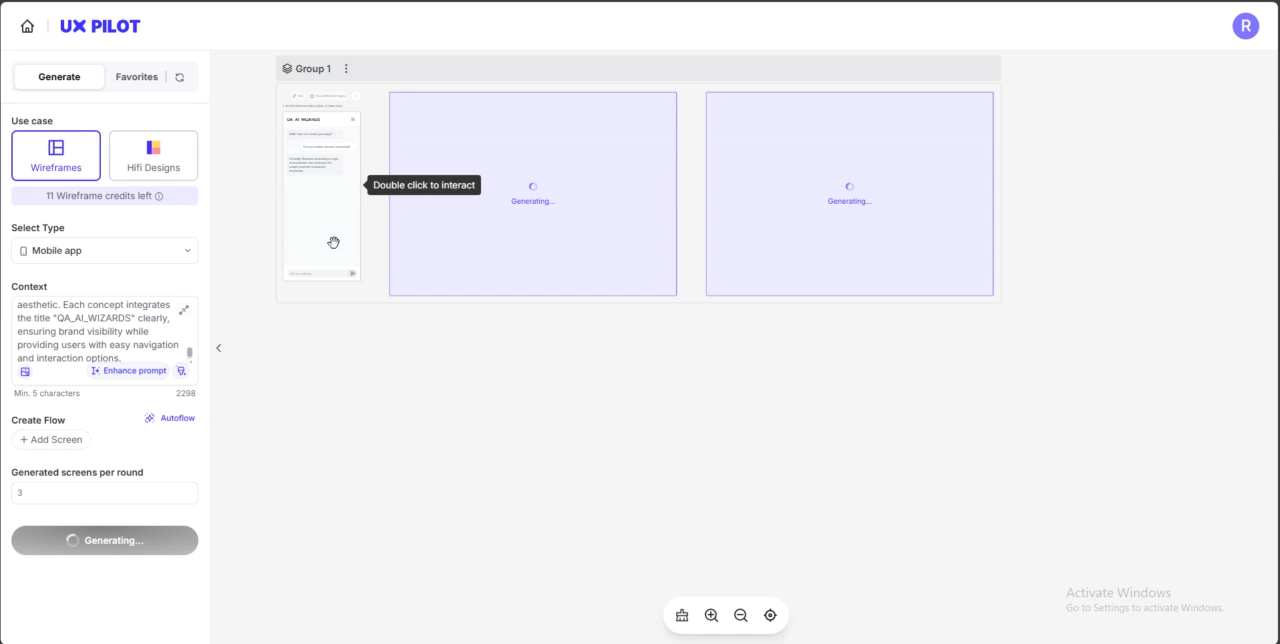 UX PILOT
R
Generate
Favorites
Use case
Wireframes
Hifi Designs
11 Wireframe credits left
Select Type
Mobile app
Context
aesthetic. Each concept integrates
the title "QA_AI_WIZARDS" clearly,
ensuring brand visibility while
providing users with easy navigation
and interaction options.
Enhance prompt
Min. 5 characters
2298
Create Flow
Autoflow
+ Add Screen
Generated screens per round
3
Generating...
Group 1
QA_AI_WIZARDS
Double click to interact
Generating...
Generating...
Activate Windows
Go to Settings to activate Windows.